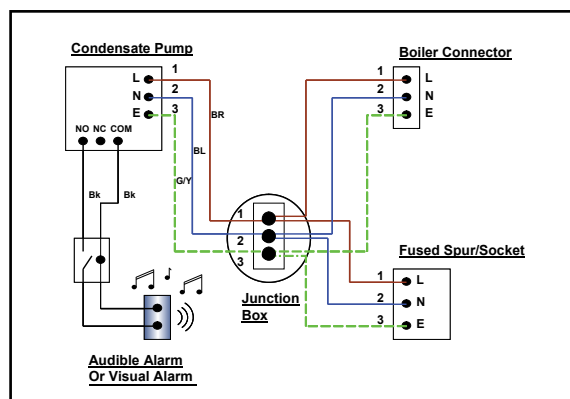 Condensate Pump
Boiler Connector
L 1
N 2
E 3
1 L
2 N
3 E
NO NC COM
BR
BL
G/Y
Bk Bk
1
2
3
Junction
Box
Fused Spur/Socket
1 L
2 N
3 E
Audible Alarm
Or Visual Alarm